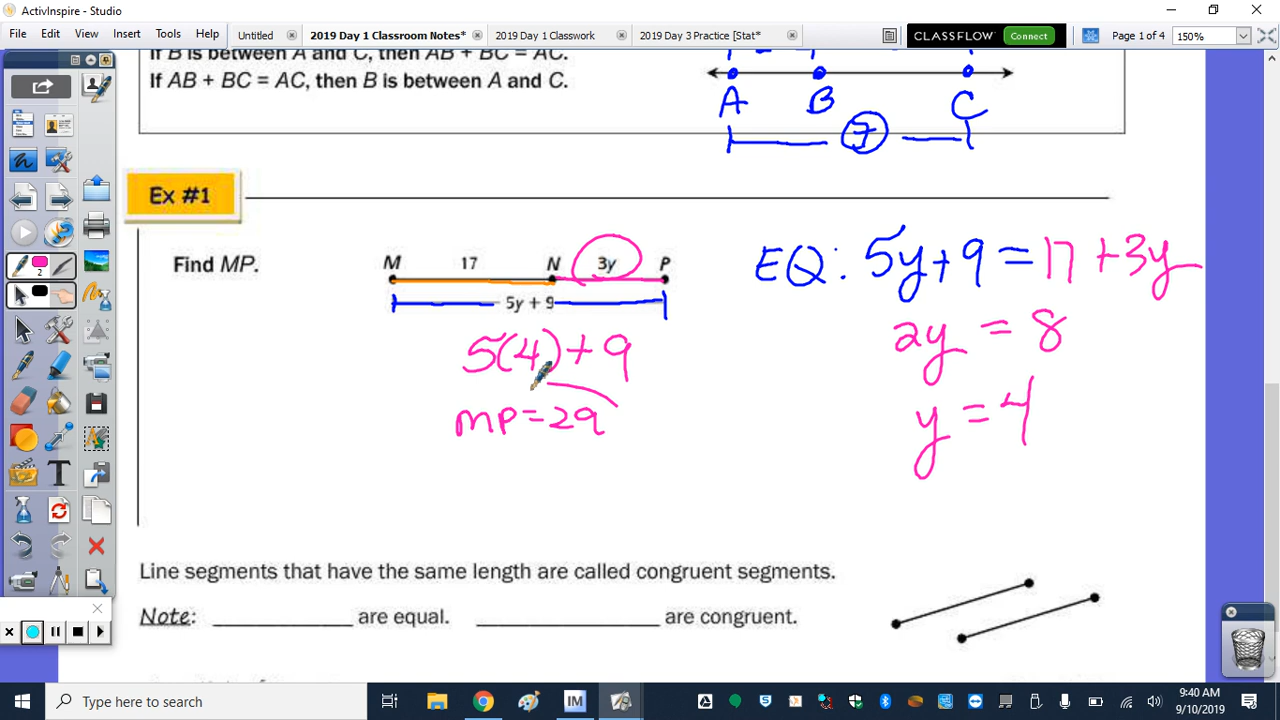 ActivInspire - Studio
File Edit View Insert Tools Help
Untitled 2019 Day 1 Classroom Notes* 2019 Day 1 Classwork 2019 Day 3 Practice [Stat*
CLASSFLOW Connect Page 1 of 4 150%
If B is between A and C, then AB + BC = AC.
If AB + BC = AC, then B is between A and C.
A B C
7
Ex #1
Find MP.
M 17 N 3y P
5y + 9
EQ: 5y+9 = 17 + 3y
5(4) + 9
2y = 8
MP = 29
y = 4
2
Line segments that have the same length are called congruent segments.
Note: ____________ are equal. ________________ are congruent.
Type here to search
IM
9:40 AM
9/10/2019